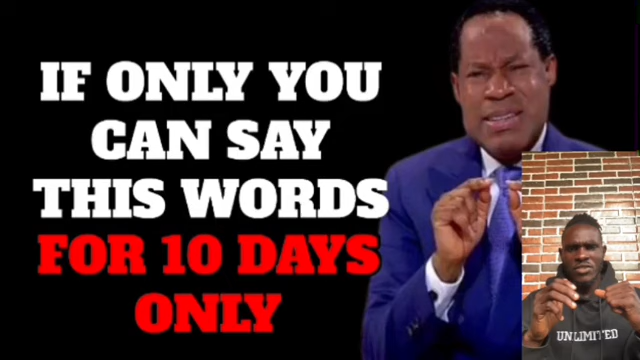 IF ONLY YOU
CAN SAY
THIS WORDS
FOR 10 DAYS
ONLY
UNLIMITED